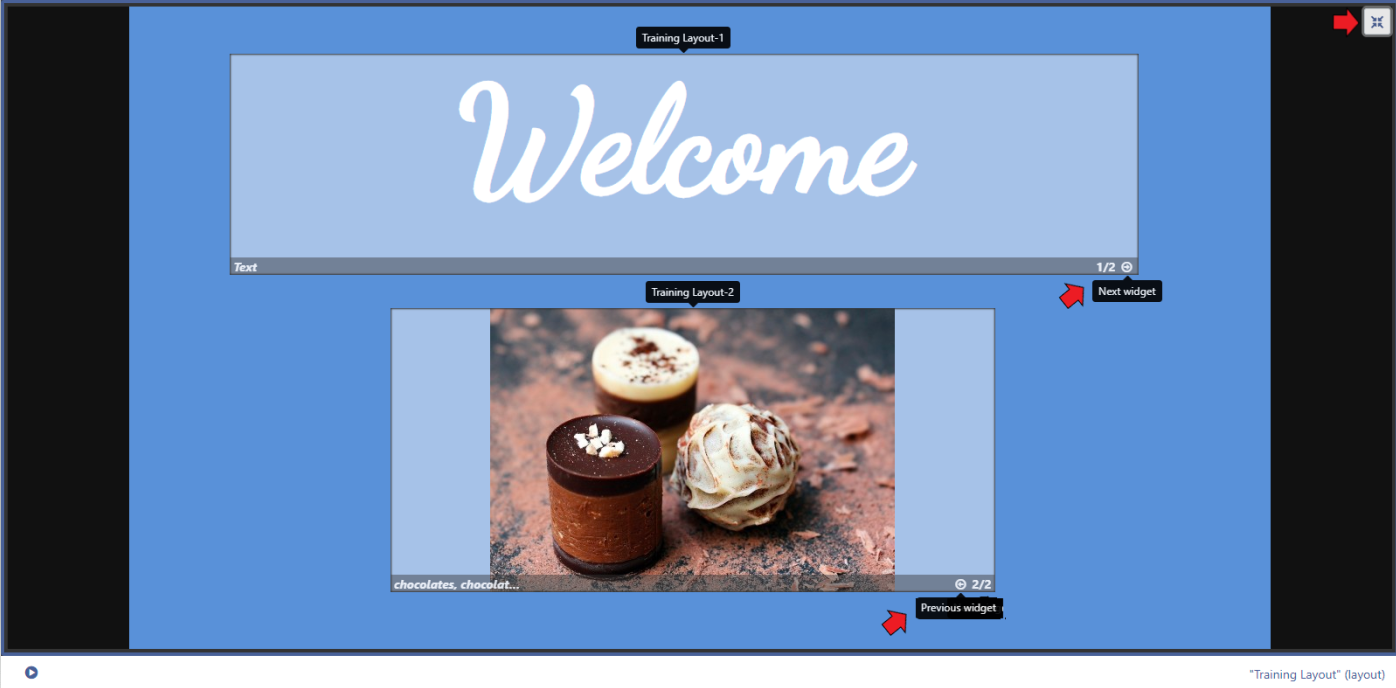 Training Layout-1
Welcome
Text
1/2
Next widget
Training Layout-2
chocolates, chocolat...
2/2
Previous widget
"Training Layout" (layout)